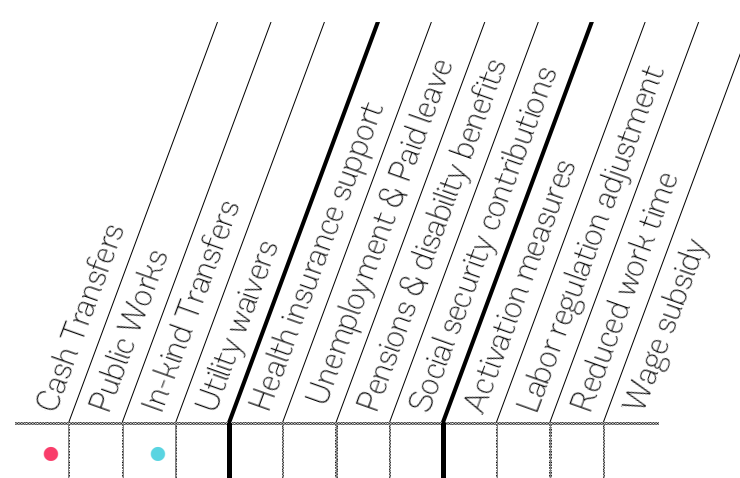 Cash Transfers
Public Works
In-kind Transfers
Utility waivers
Health insurance support
Unemployment & Paid leave
Pensions & disability benefits
Social security contributions
Activation measures
Labor regulation adjustment
Reduced work time
Wage subsidy